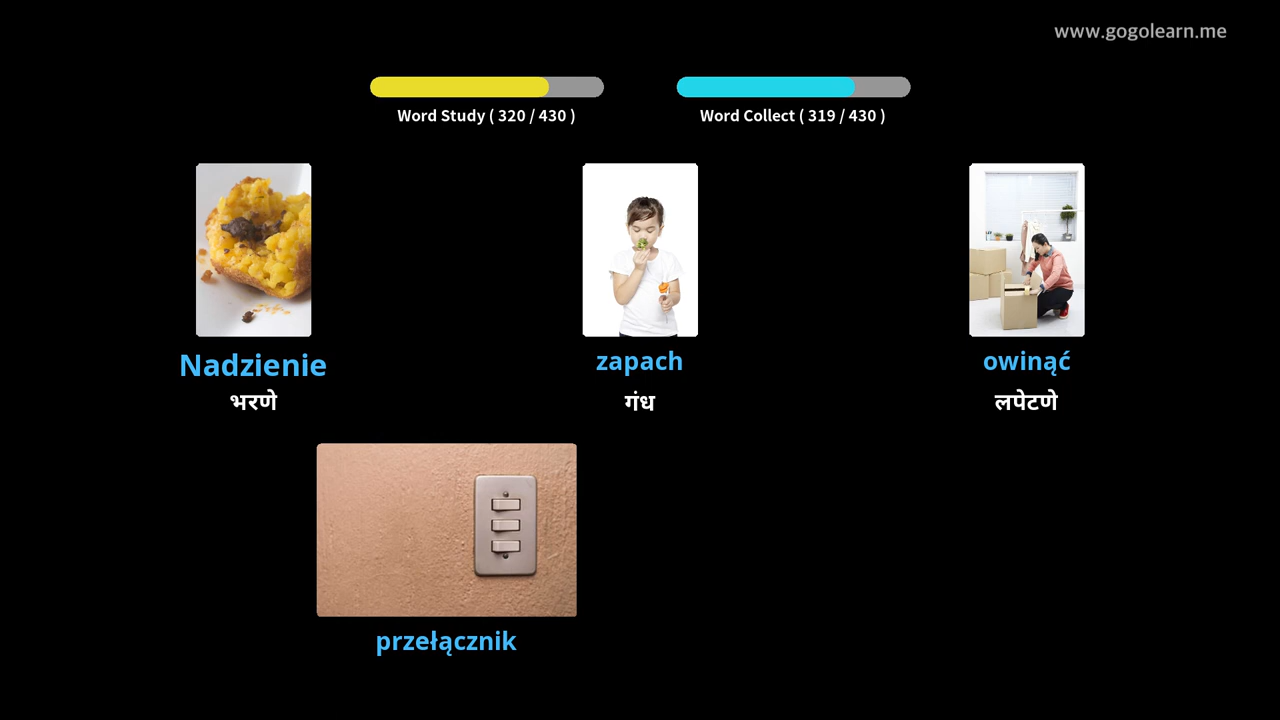 www.gogolearn.me
Word Study ( 320 / 430 )
Word Collect ( 319 / 430 )
Nadzienie
zapach
owinąć
भरणे
गंध
लपेटणे
przełącznik